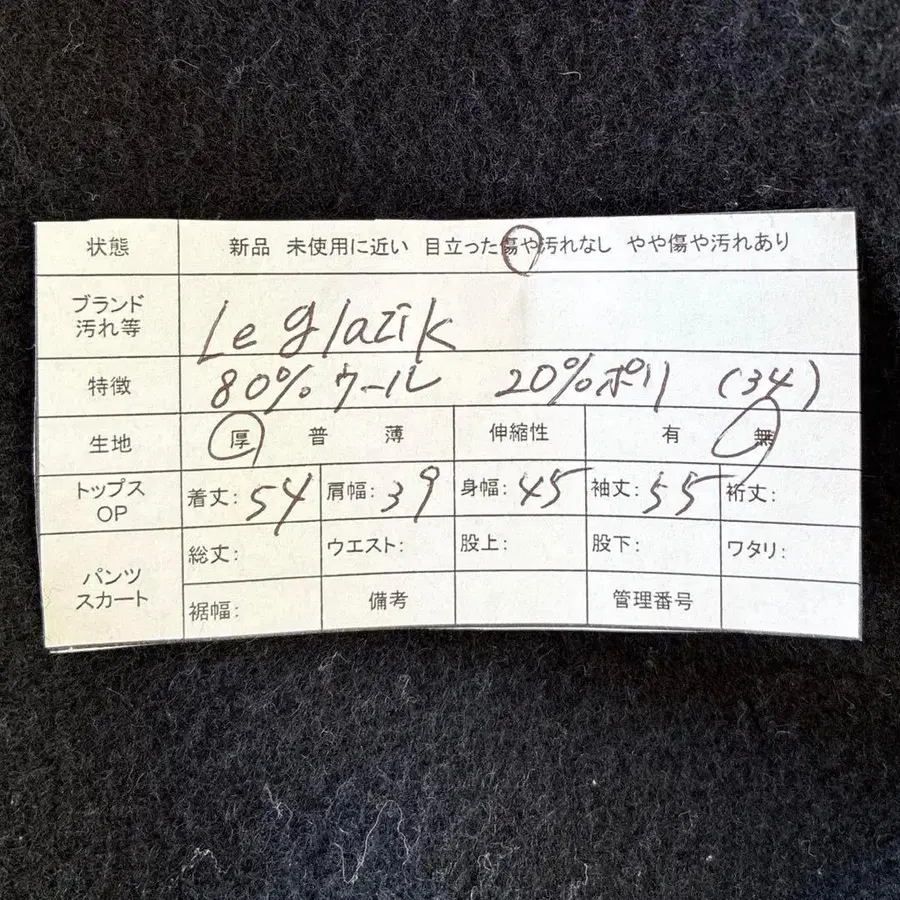 状態 新品 未使用に近い 目立った傷や汚れなし やや傷や汚れあり
ブランド
汚れ等 Le glazik
特徴 80%ウール 20%ポリ (34)
生地 厚 普 薄 伸縮性 有 無
トップス
OP 着丈: 54 肩幅: 39 身幅: 45 袖丈: 55 裄丈:
パンツ
スカート 総丈: ウエスト: 股上: 股下: ワタリ:
裾幅: 備考 管理番号